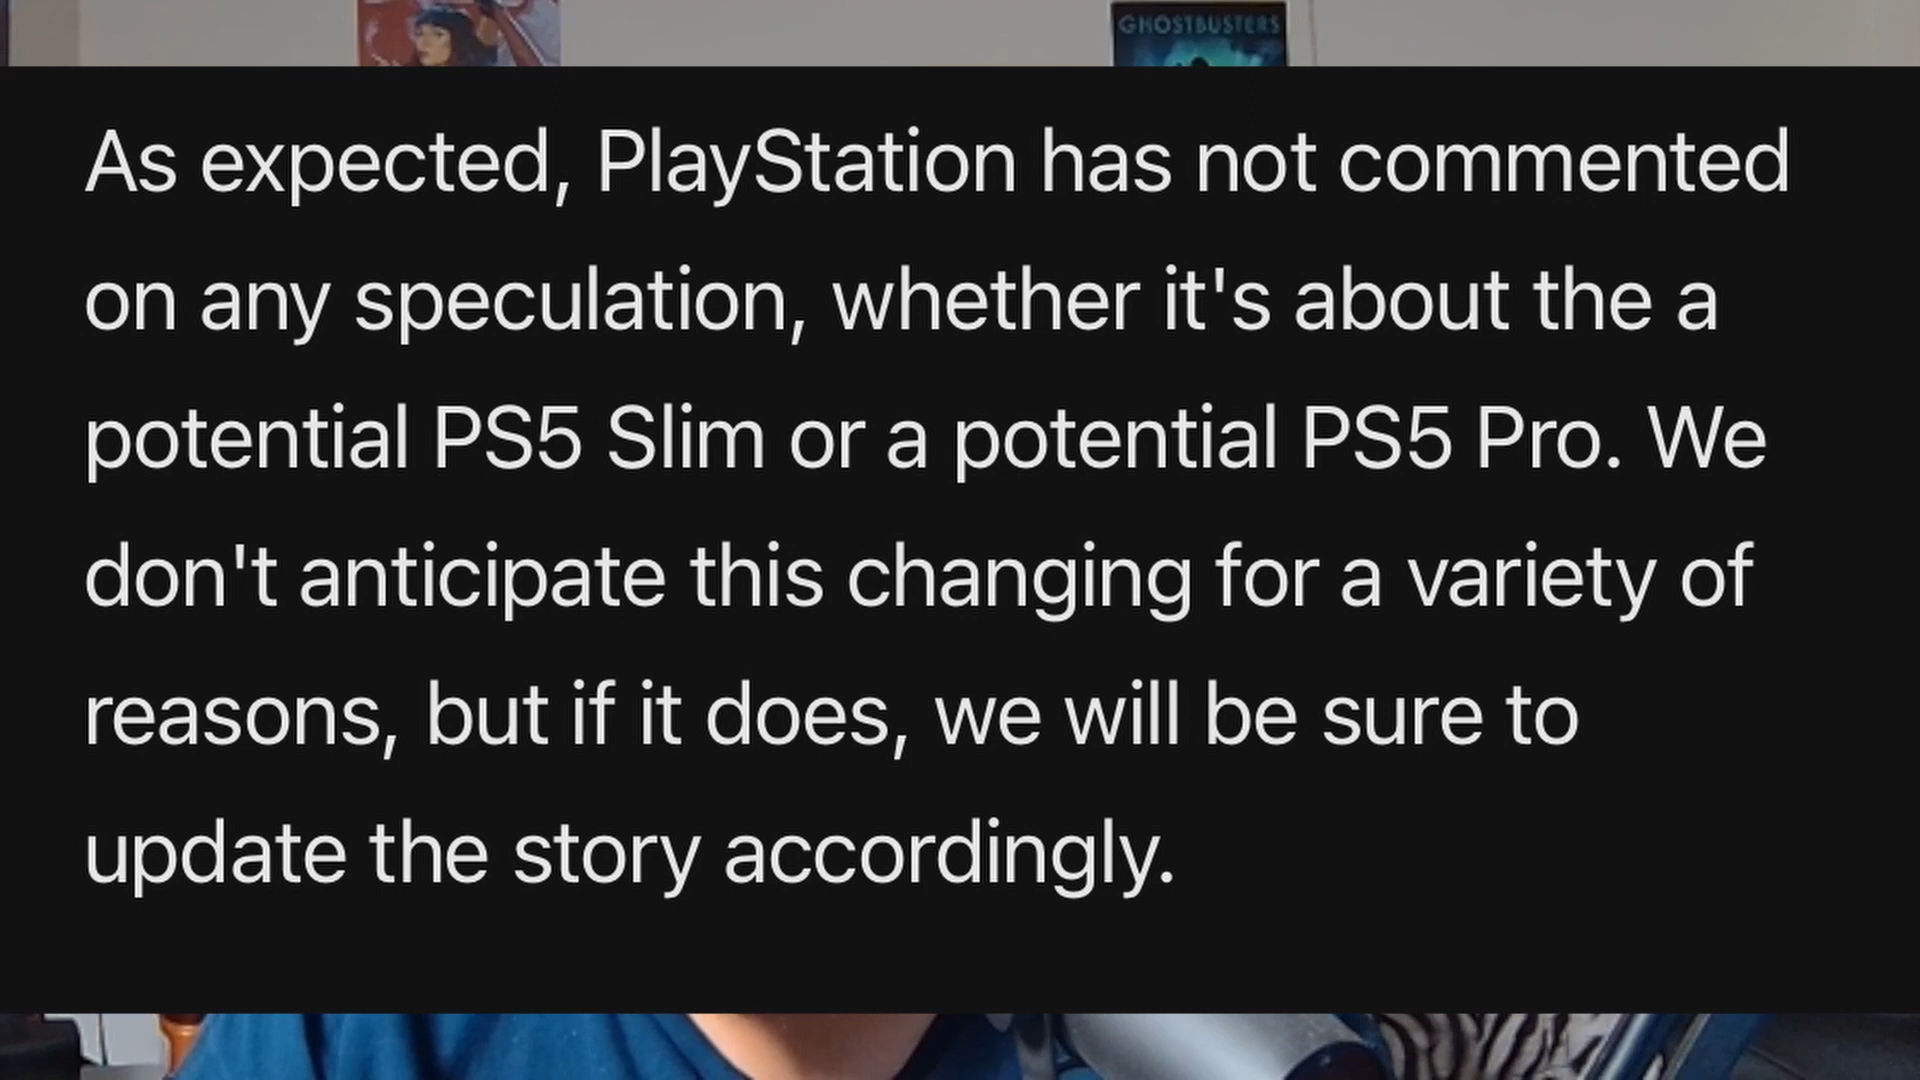 GHOSTBUSTERS
As expected, PlayStation has not commented
on any speculation, whether it's about the a
potential PS5 Slim or a potential PS5 Pro. We
don't anticipate this changing for a variety of
reasons, but if it does, we will be sure to
update the story accordingly.